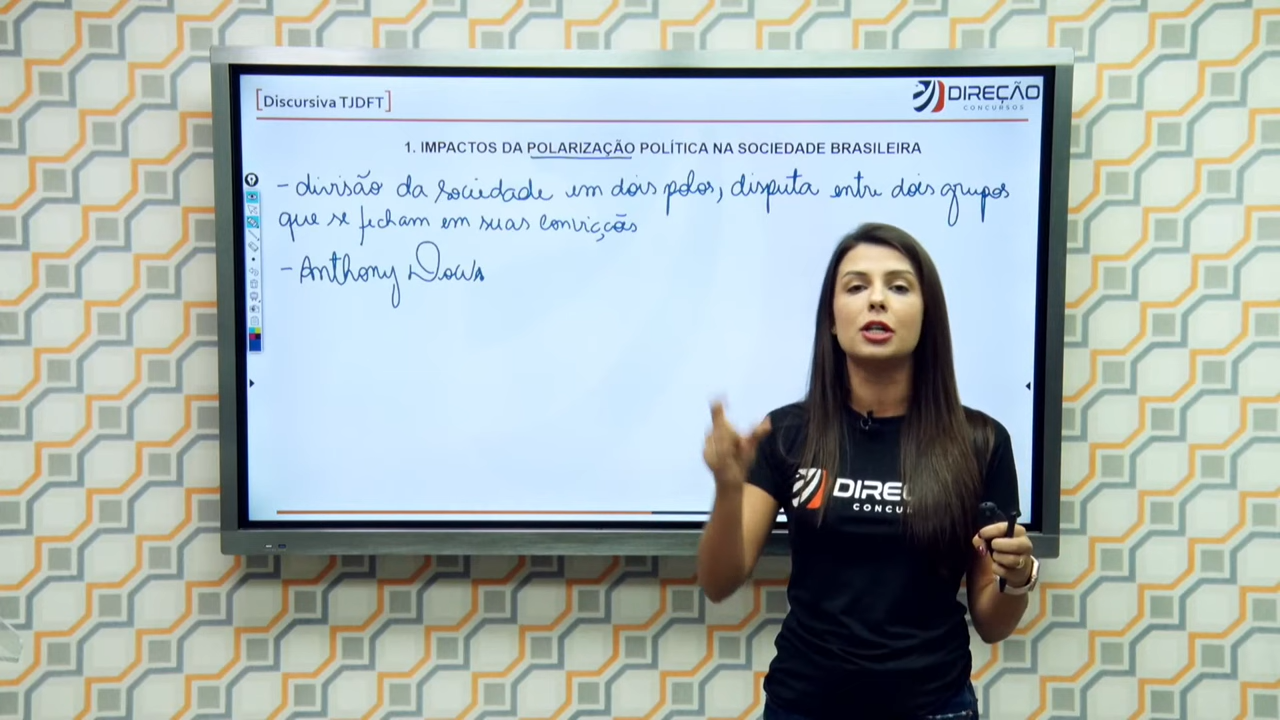 [Discursiva TJDFT]
DIREÇÃO
CONCURSOS
1. IMPACTOS DA POLARIZAÇÃO POLÍTICA NA SOCIEDADE BRASILEIRA
- divisão da sociedade em dois polos, disputa entre dois grupos
que se fecham em suas convicções
- Anthony Downs
DIREÇ
CONCUR